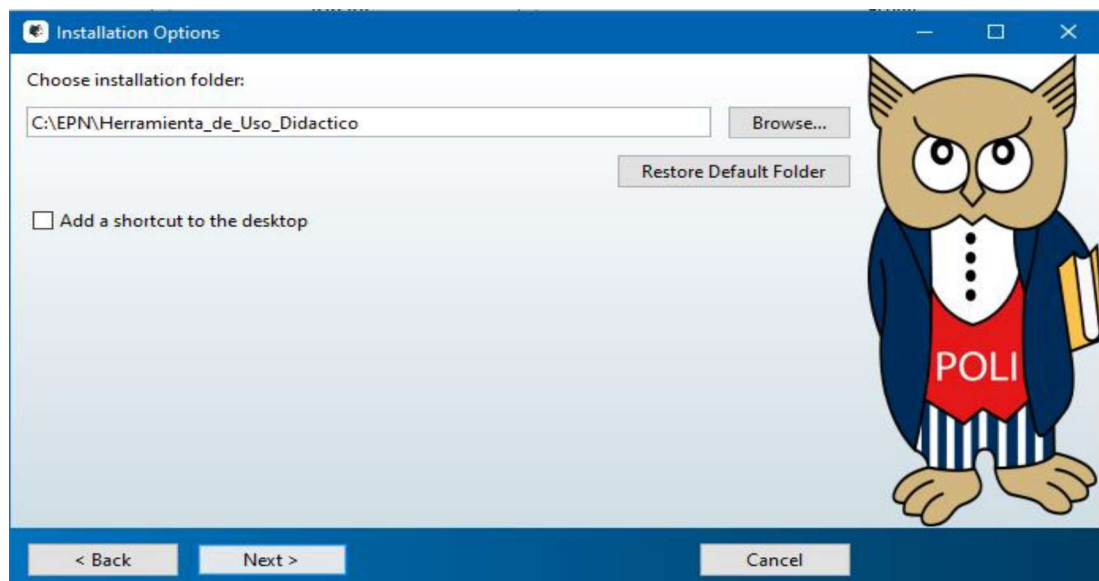 Installation Options
Choose installation folder:
C:\EPN\Herramienta_de_Uso_Didactico
Browse...
Restore Default Folder
Add a shortcut to the desktop
POLI
< Back
Next >
Cancel